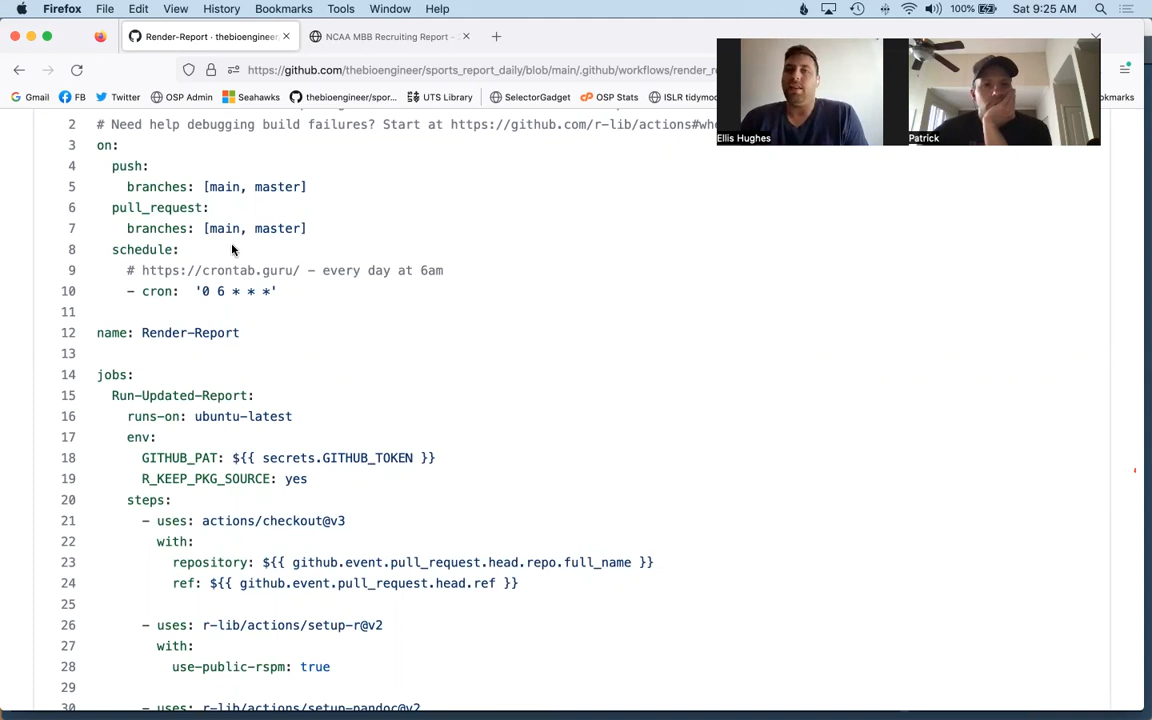 Firefox File Edit View History Bookmarks Tools Window Help 100% Sat 9:25 AM
Render-Report · thebioengineer NCAA MBB Recruiting Report -
https://github.com/thebioengineer/sports_report_daily/blob/main/.github/workflows/render_r
Gmail FB Twitter OSP Admin Seahawks thebioengineer/spor... UTS Library SelectorGadget OSP Stats ISLR tidymod
Ellis Hughes
Patrick
2 # Need help debugging build failures? Start at https://github.com/r-lib/actions#wh
3 on:
4 push:
5 branches: [main, master]
6 pull_request:
7 branches: [main, master]
8 schedule:
9 # https://crontab.guru/ - every day at 6am
10 - cron: '0 6 * * *'
11
12 name: Render-Report
13
14 jobs:
15 Run-Updated-Report:
16 runs-on: ubuntu-latest
17 env:
18 GITHUB_PAT: ${{ secrets.GITHUB_TOKEN }}
19 R_KEEP_PKG_SOURCE: yes
20 steps:
21 - uses: actions/checkout@v3
22 with:
23 repository: ${{ github.event.pull_request.head.repo.full_name }}
24 ref: ${{ github.event.pull_request.head.ref }}
25
26 - uses: r-lib/actions/setup-r@v2
27 with:
28 use-public-rspm: true
29
30 - uses: r-lib/actions/setup-pandoc@v2